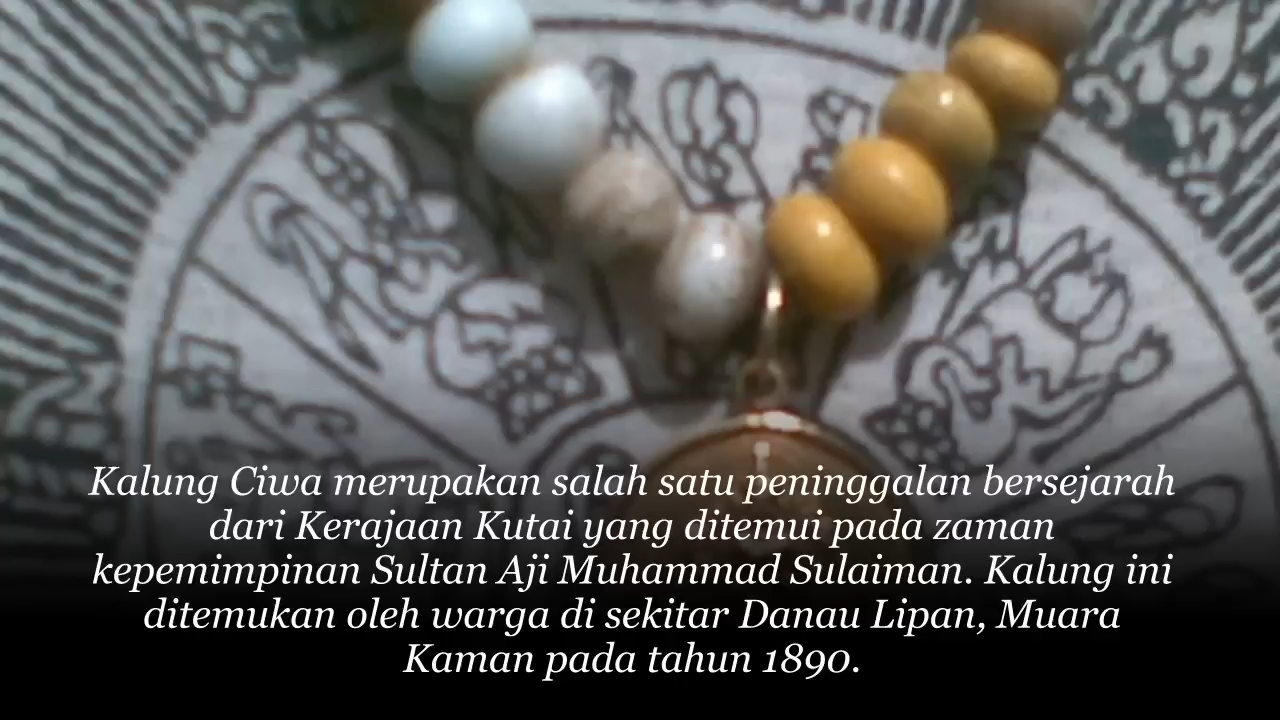 Kalung Ciwa merupakan salah satu peninggalan bersejarah
dari Kerajaan Kutai yang ditemui pada zaman
kepemimpinan Sultan Aji Muhammad Sulaiman. Kalung ini
ditemukan oleh warga di sekitar Danau Lipan, Muara
Kaman pada tahun 1890.